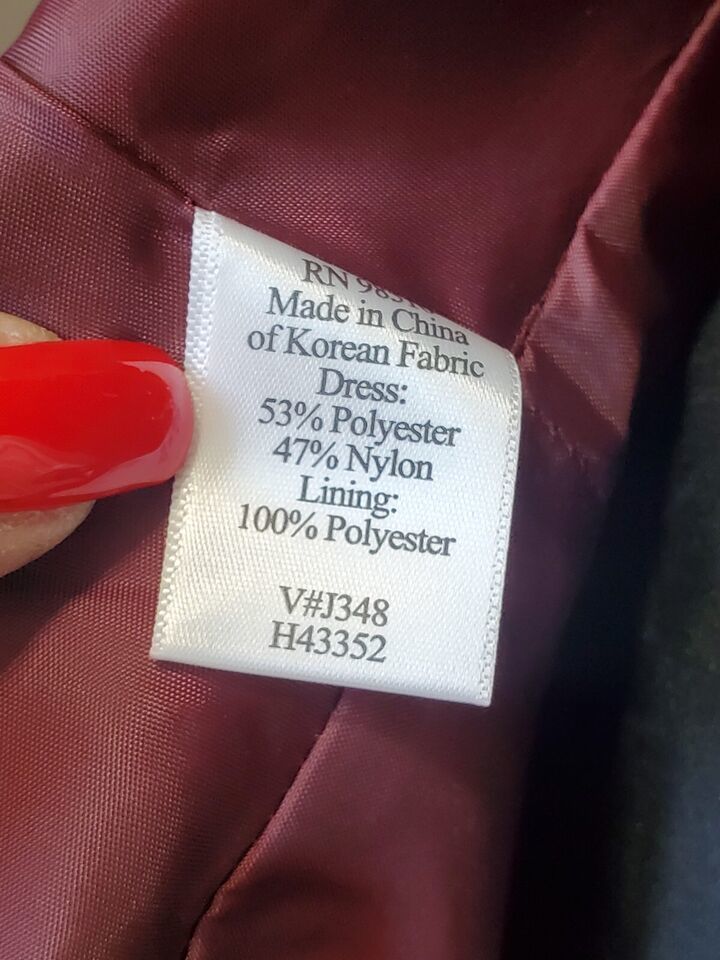 RN
Made in China
of Korean Fabric
Dress:
53% Polyester
47% Nylon
Lining:
100% Polyester
V#J348
H43352